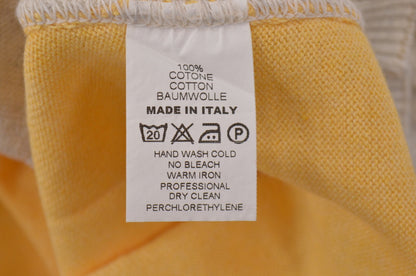 100%
COTONE
COTTON
BAUMWOLLE
MADE IN ITALY
20 P
HAND WASH COLD
NO BLEACH
WARM IRON
PROFESSIONAL
DRY CLEAN
PERCHLORETHYLENE